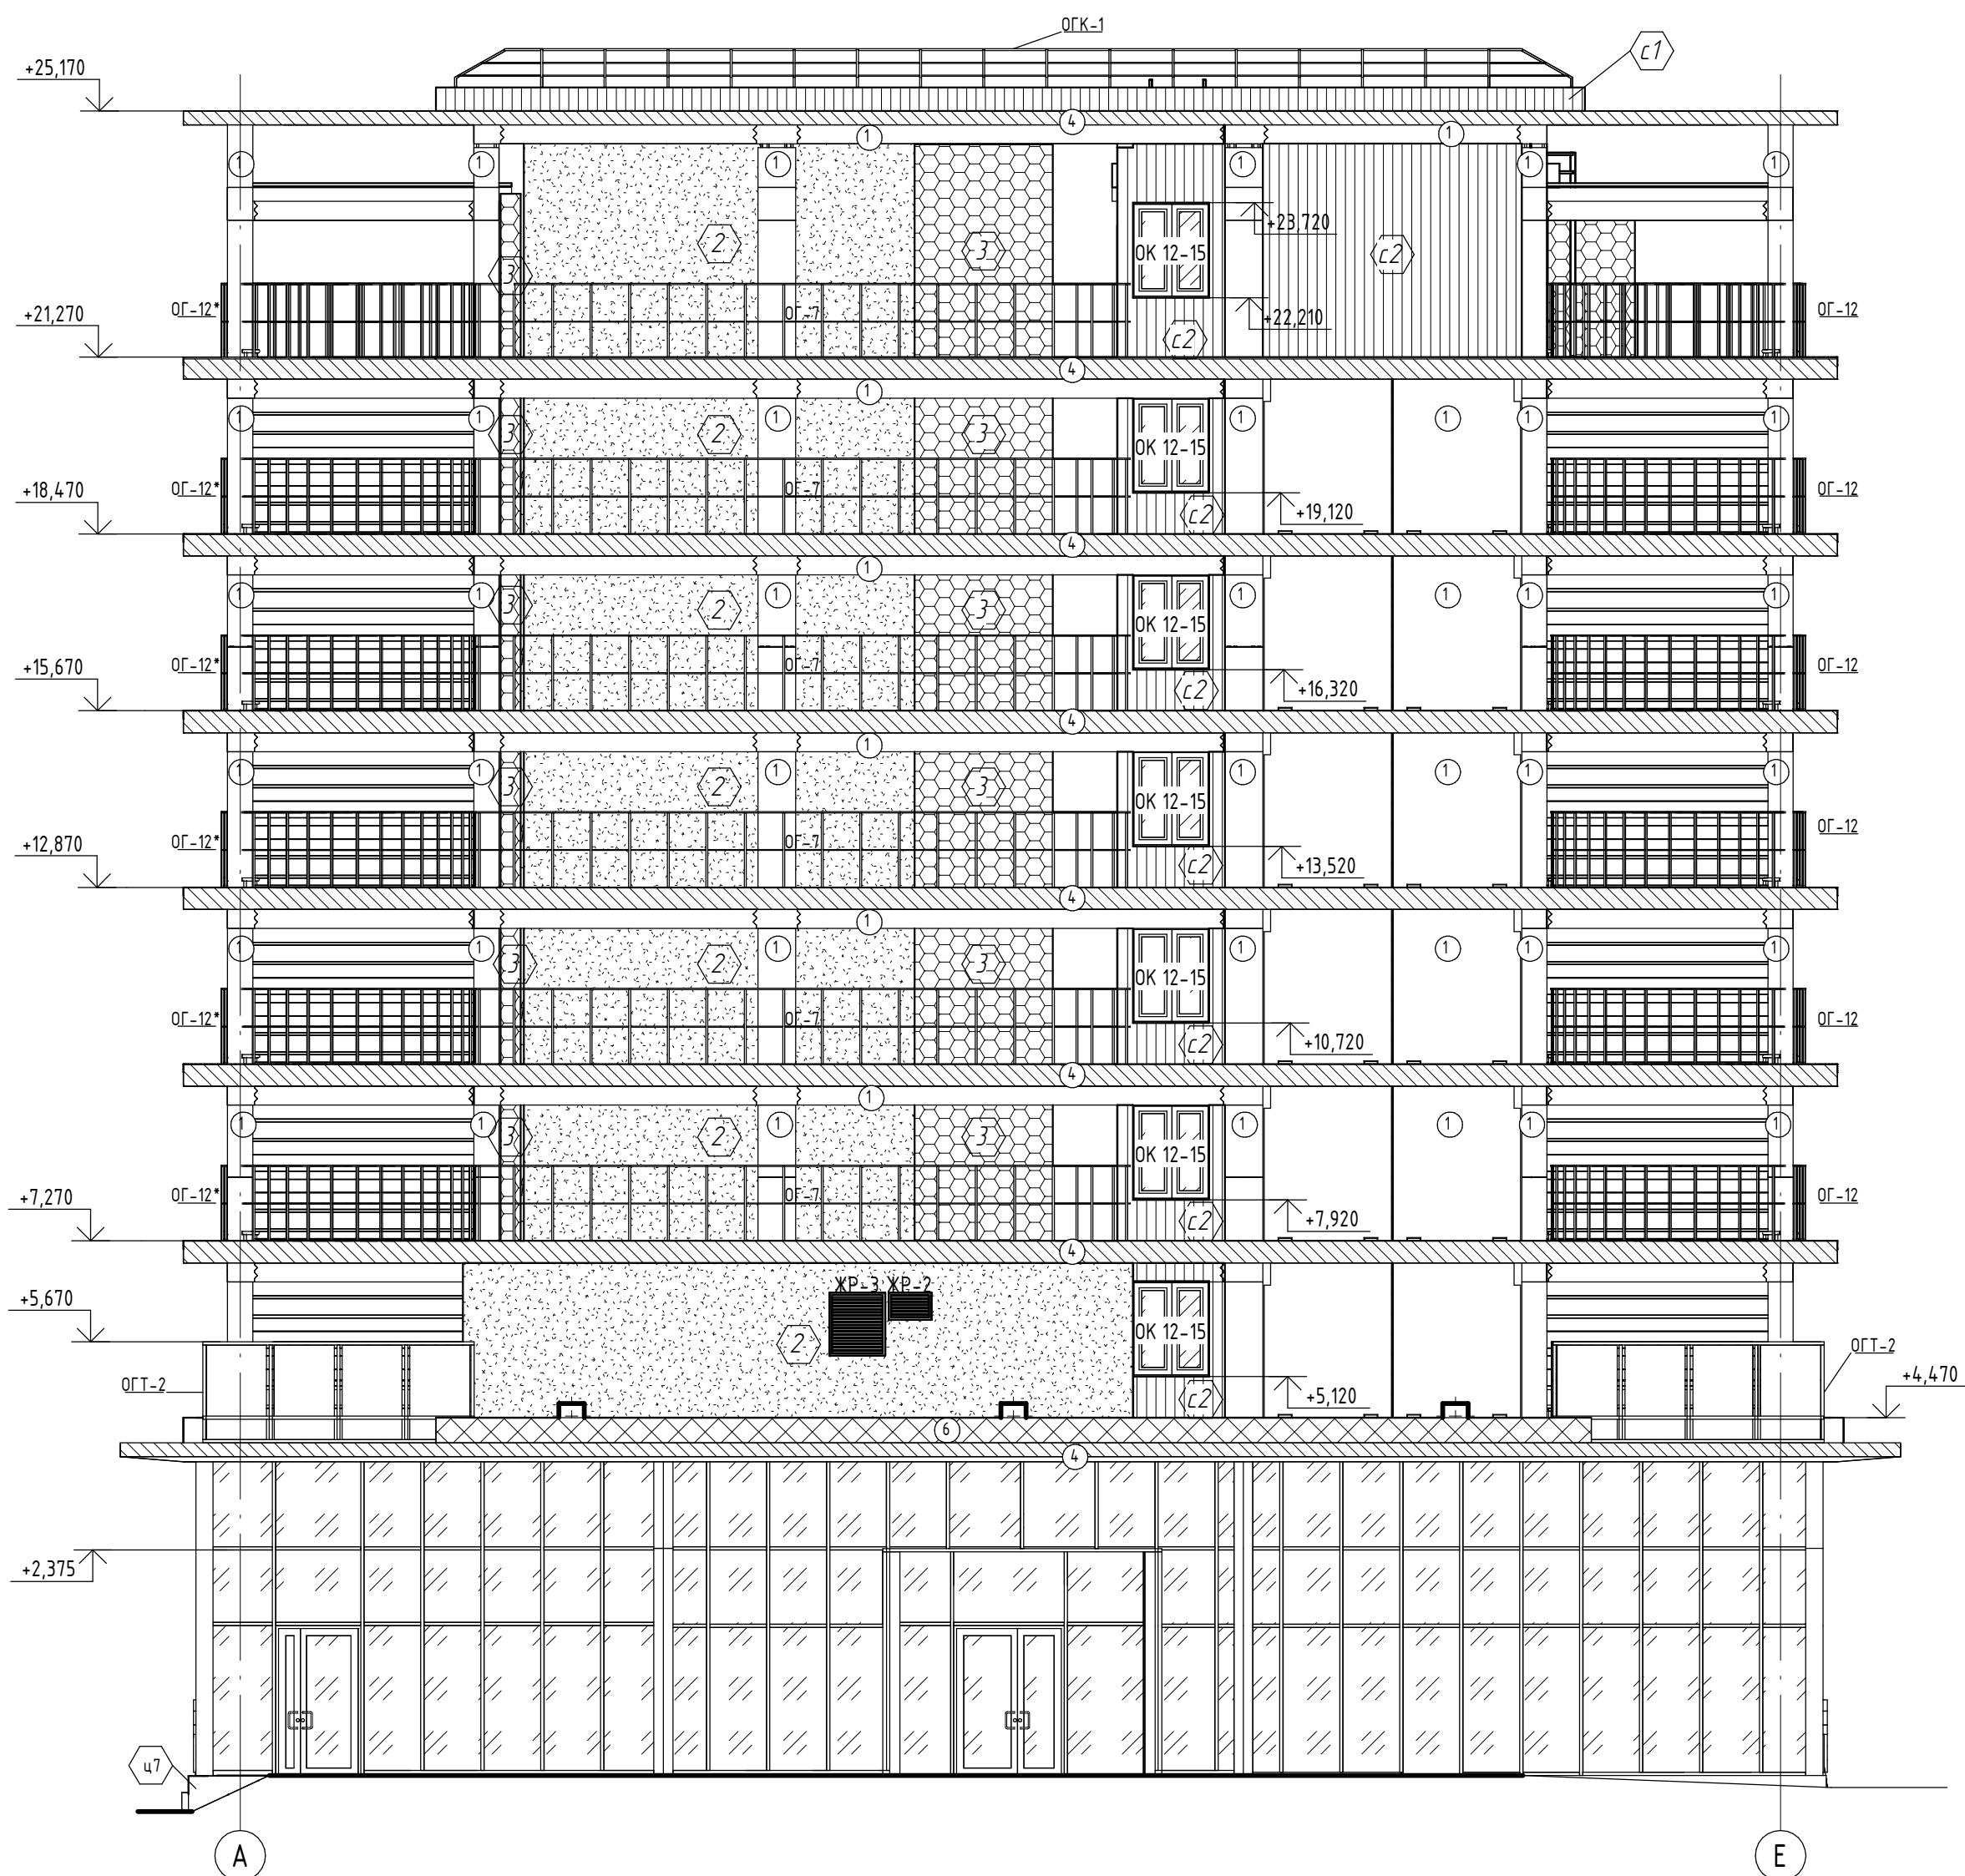 ОГК-1
с1
+25,170
4
1 1
1 1 1 1 1 1
+23,720
2 3 ОК 12-15 с2
3
ОГ-12* ОГ-7 +22,210 ОГ-12
+21,270
с2
4
1
1 1 1 1 1 1 1
3 2 3 ОК 12-15
ОГ-12* ОГ-7 ОГ-12
+18,470
с2 +19,120
4
1
1 1 1 1 1 1 1
3 2 3 ОК 12-15
ОГ-12* ОГ-7 ОГ-12
+15,670
с2 +16,320
4
1
1 1 1 1 1 1 1
3 2 3 ОК 12-15
ОГ-12* ОГ-7 ОГ-12
+12,870
с2 +13,520
4
1
1 1 1 1 1 1 1
3 2 3 ОК 12-15
ОГ-12* ОГ-7 ОГ-12
с2 +10,720
4
1
1 1 1 1 1 1 1
3 2 3 ОК 12-15
ОГ-12* ОГ-7 ОГ-12
+7,270
с2 +7,920
4
ЖР-3 ЖР-2
+5,670
2 ОК 12-15
ОГТ-2 ОГТ-2
+4,470
с2 +5,120
6
4
+2,375
ц7
А Е